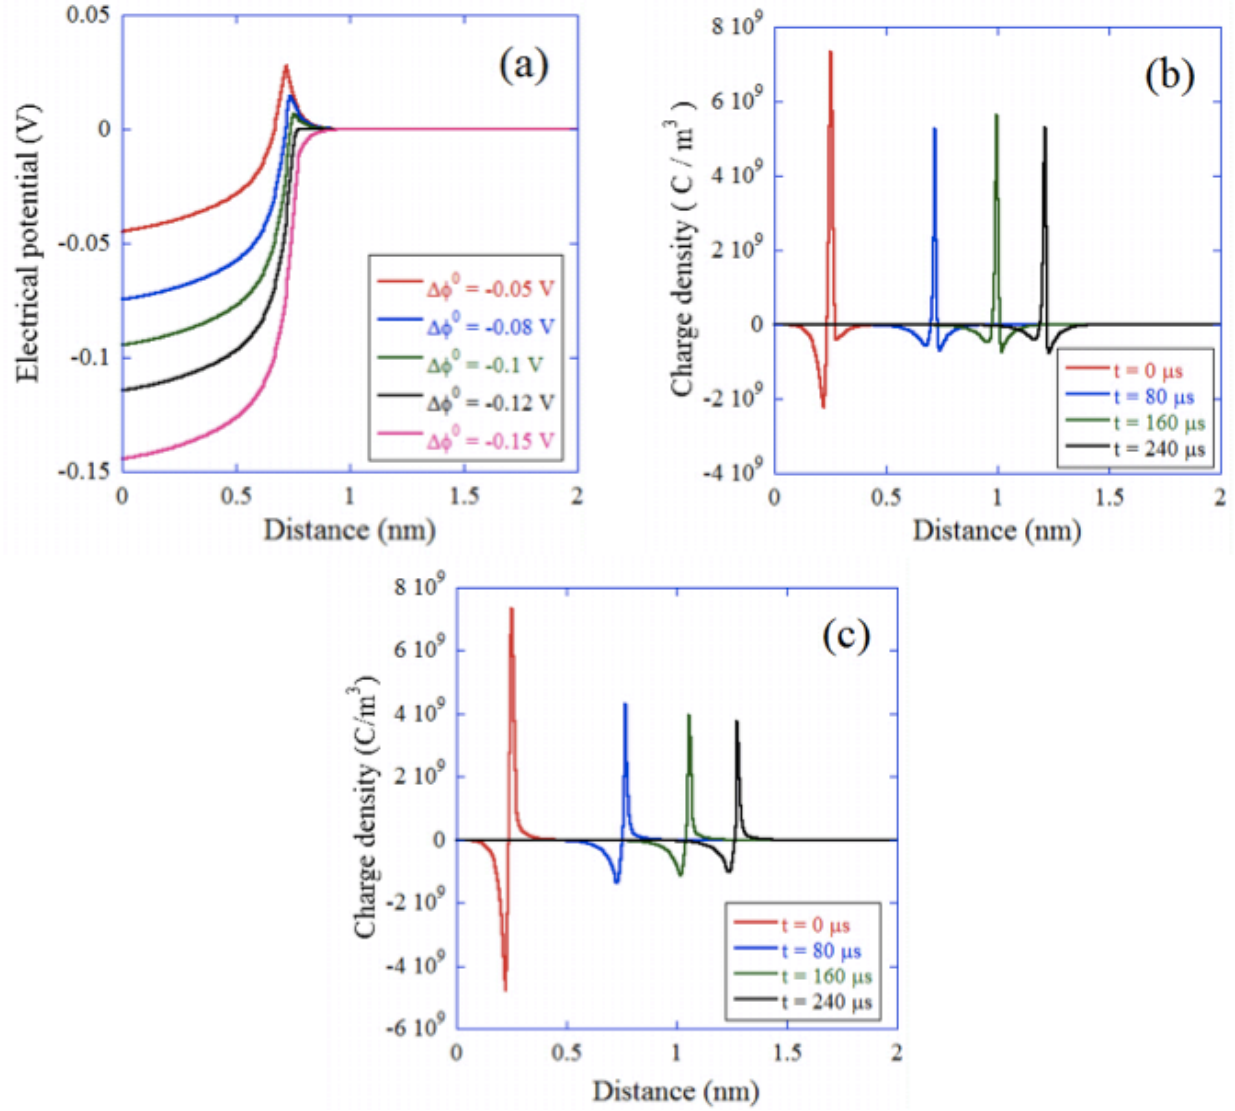 (a)
0.05
0
-0.05
-0.1
-0.15
Electrical potential (V)
Δϕ⁰ = -0.05 V
Δϕ⁰ = -0.08 V
Δϕ⁰ = -0.1 V
Δϕ⁰ = -0.12 V
Δϕ⁰ = -0.15 V
0 0.5 1 1.5 2
Distance (nm)
(b)
8 10⁹
6 10⁹
4 10⁹
2 10⁹
0
-2 10⁹
-4 10⁹
Charge density ( C / m³ )
t = 0 μs
t = 80 μs
t = 160 μs
t = 240 μs
0 0.5 1 1.5 2
Distance (nm)
(c)
8 10⁹
6 10⁹
4 10⁹
2 10⁹
0
-2 10⁹
-4 10⁹
-6 10⁹
Charge density (C/m³)
t = 0 μs
t = 80 μs
t = 160 μs
t = 240 μs
0 0.5 1 1.5 2
Distance (nm)